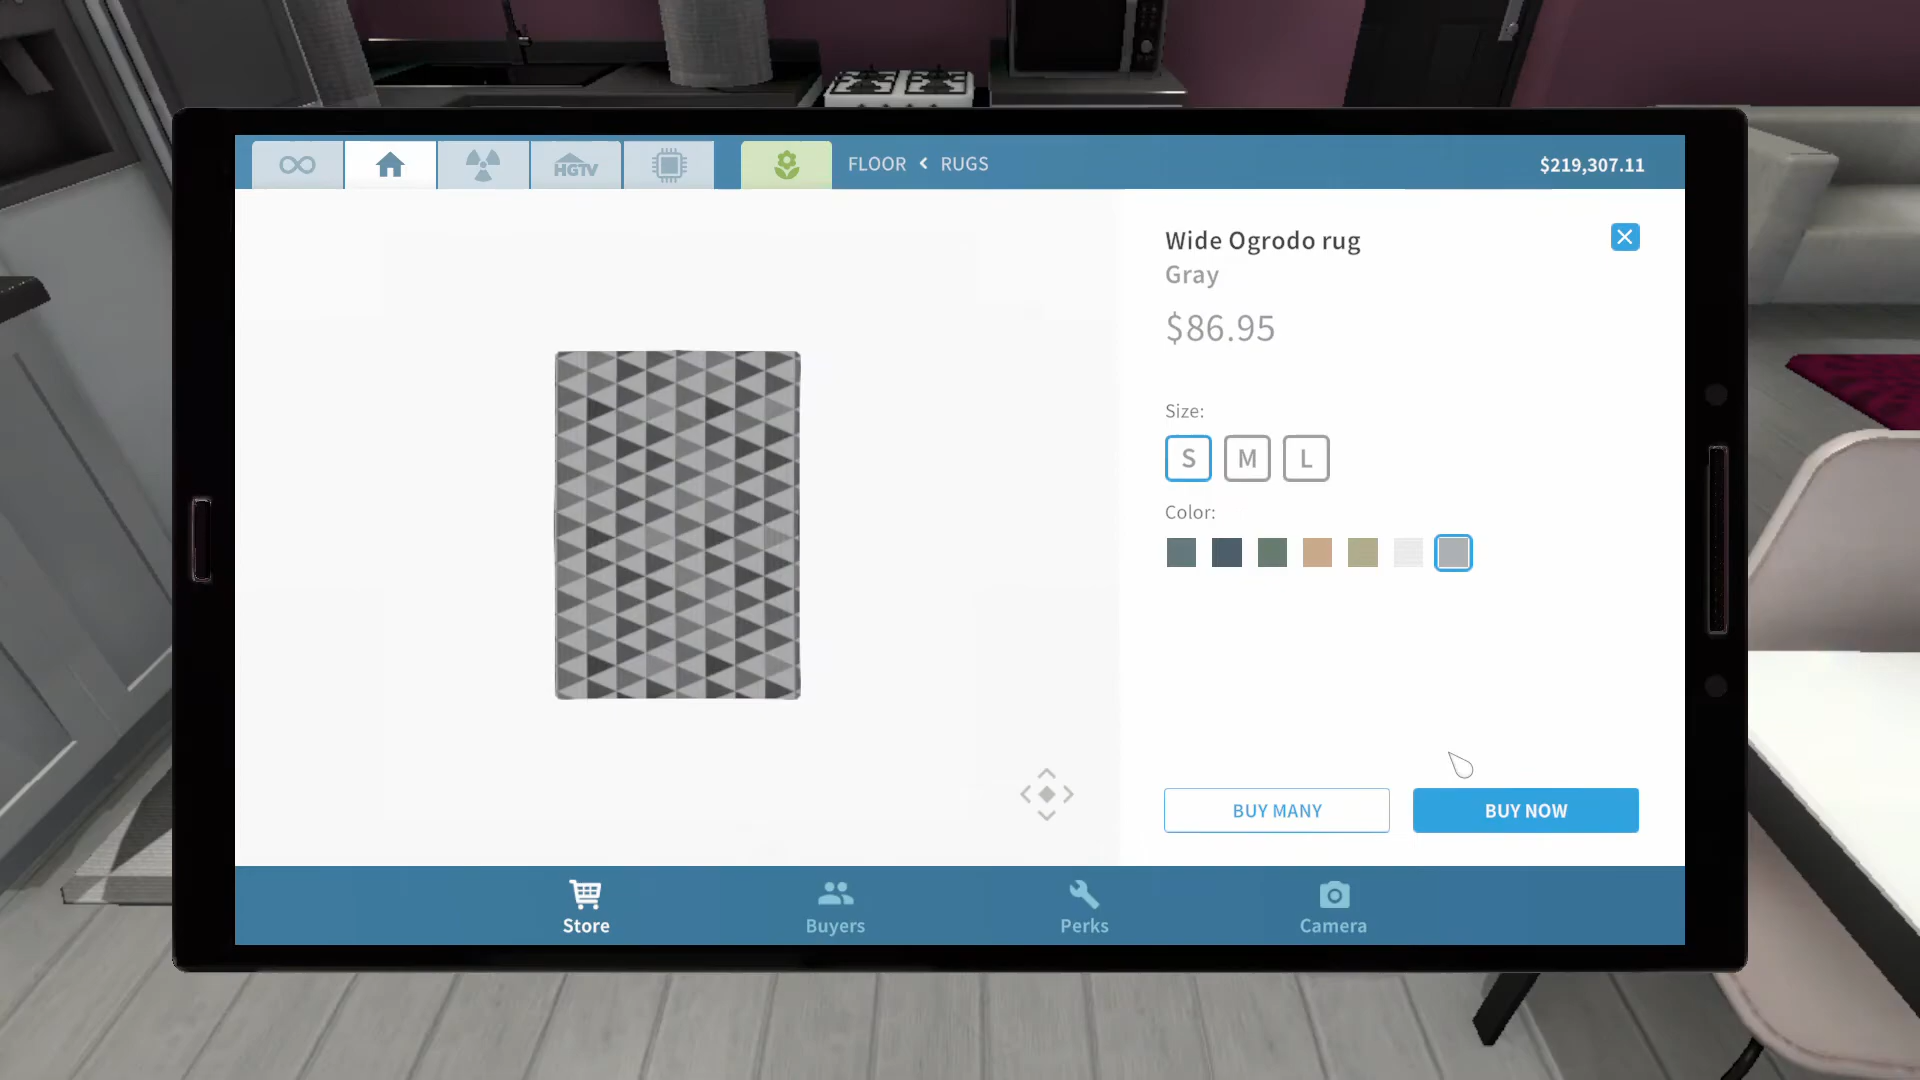 HGTV
FLOOR < RUGS
$219,307.11
Wide Ogrodo rug
Gray
$86.95
Size:
S M L
Color:
BUY MANY
BUY NOW
Store
Buyers
Perks
Camera